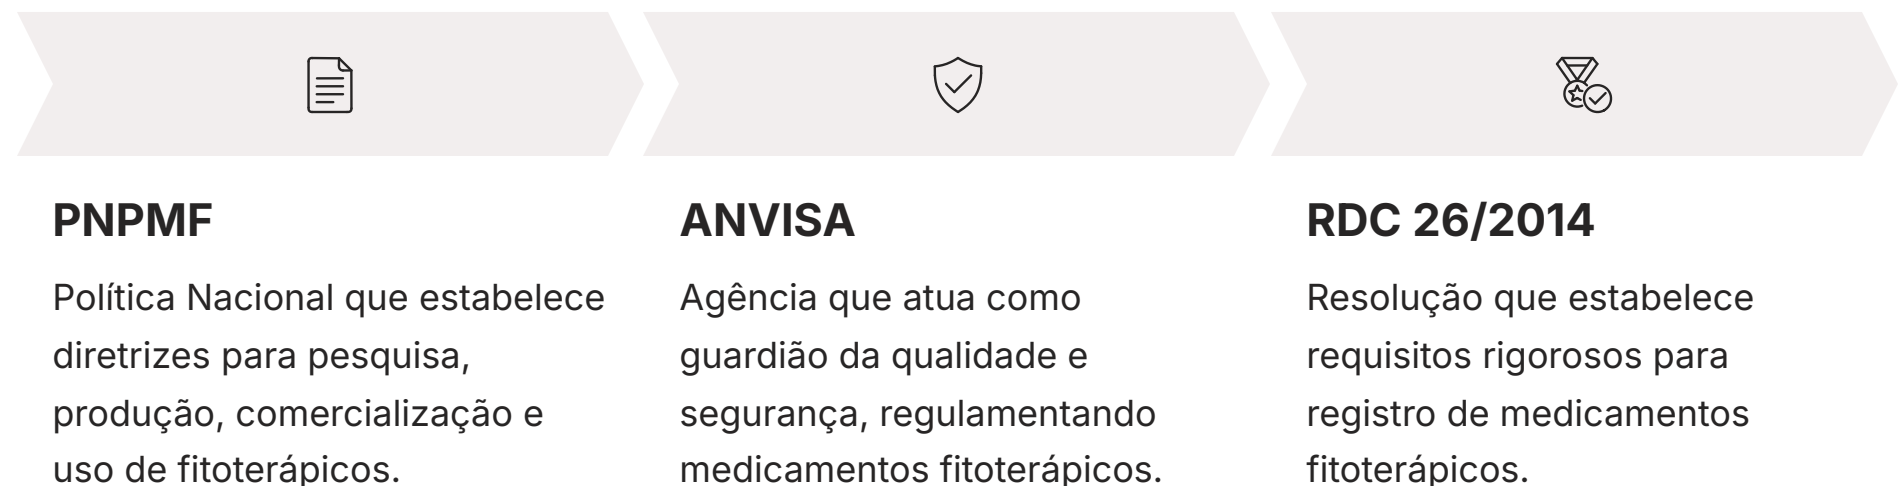 PNPMF
Política Nacional que estabelece
diretrizes para pesquisa,
produção, comercialização e
uso de fitoterápicos.
ANVISA
Agência que atua como
guardião da qualidade e
segurança, regulamentando
medicamentos fitoterápicos.
RDC 26/2014
Resolução que estabelece
requisitos rigorosos para
registro de medicamentos
fitoterápicos.